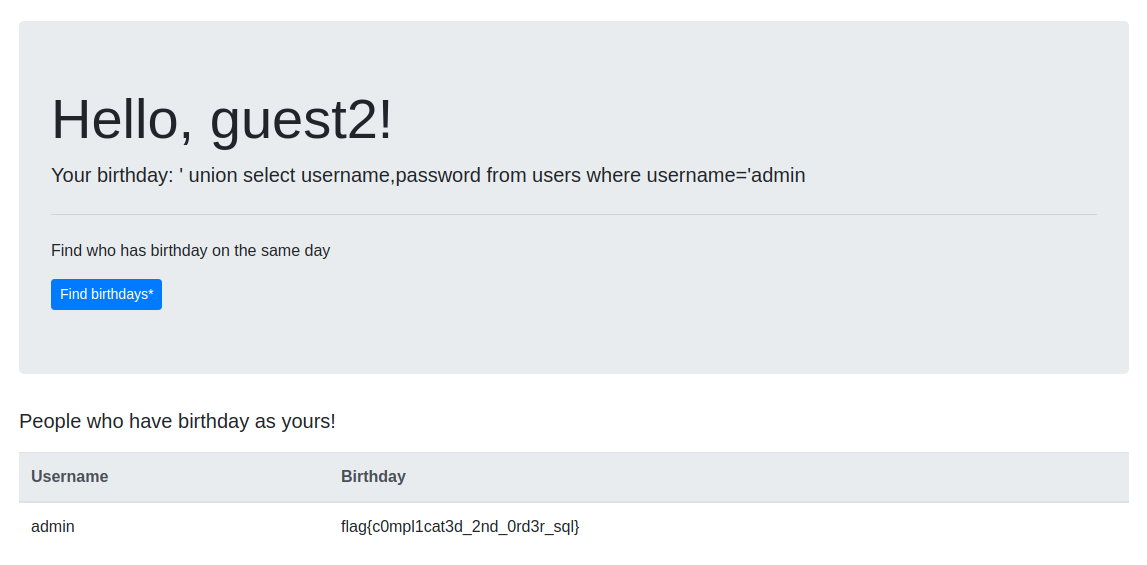 Hello, guest2!
Your birthday: ' union select username,password from users where username='admin
Find who has birthday on the same day
Find birthdays*
People who have birthday as yours!
Username Birthday
admin flag{c0mpl1cat3d_2nd_0rd3r_sql}